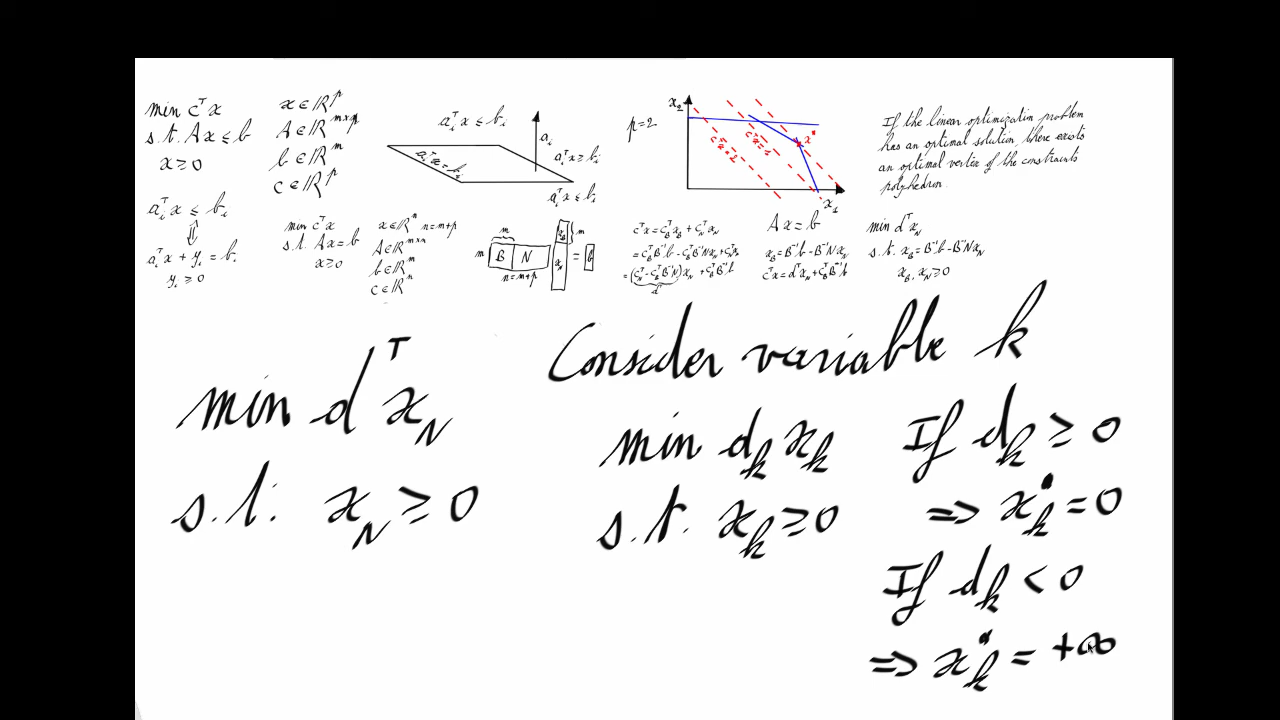 min cᵀx
s.t. Ax ≤ b
x ≥ 0
x ∈ ℝᵖ
A ∈ ℝᵐˣᵖ
b ∈ ℝᵐ
c ∈ ℝᵖ
aᵢᵀx ≤ bᵢ
aᵢᵀx + yᵢ = bᵢ
yᵢ ≥ 0
aᵢᵀx ≤ bᵢ
aᵢ
aᵢᵀx = bᵢ
aᵢᵀx ≥ bᵢ
aᵢᵀx ≤ bᵢ
p=2
x₂
x*
x₁
If the linear optimization problem
has an optimal solution, there exists
an optimal vertex of the constraints
polyhedron.
min cᵀx
s.t. Ax = b
x ≥ 0
x ∈ ℝⁿ n=m+p
A ∈ ℝᵐˣⁿ
b ∈ ℝᵐ
c ∈ ℝⁿ
m
m B N
n=m+p
x_B m
x_N = b
cᵀx = c_Bᵀx_B + c_Nᵀx_N
= c_BᵀB⁻¹b - c_BᵀB⁻¹Nx_N + c_Nᵀx_N
= (c_Nᵀ - c_BᵀB⁻¹N)x_N + c_BᵀB⁻¹b
dᵀ
Ax = b
x_B = B⁻¹b - B⁻¹Nx_N
cᵀx = dᵀx_N + c_BᵀB⁻¹b
min dᵀx_N
s.t. x_B = B⁻¹b - B⁻¹Nx_N
x_B, x_N ≥ 0
min dᵀ x_N
s.t. x_N ≥ 0
Consider variable k
min d_k x_k
s.t. x_k ≥ 0
If d_k ≥ 0
=> x_k* = 0
If d_k < 0
=> x_k* = +∞